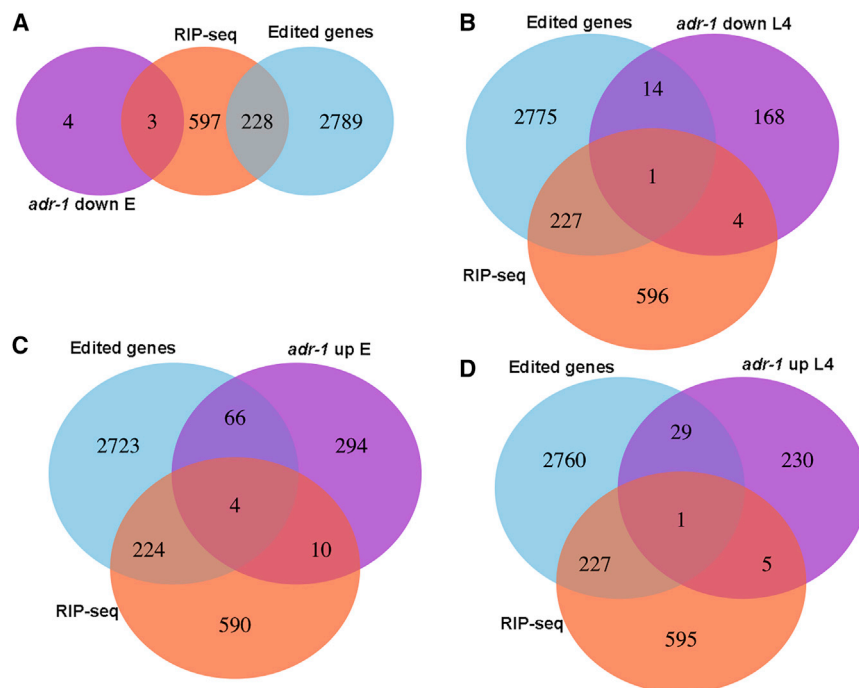 A
RIP-seq
Edited genes
4
3
597
228
2789
adr-1 down E
B
Edited genes
adr-1 down L4
14
2775
168
1
227
4
RIP-seq
596
C
Edited genes
adr-1 up E
66
2723
294
4
224
10
RIP-seq
590
D
Edited genes
adr-1 up L4
29
2760
230
1
227
5
RIP-seq
595